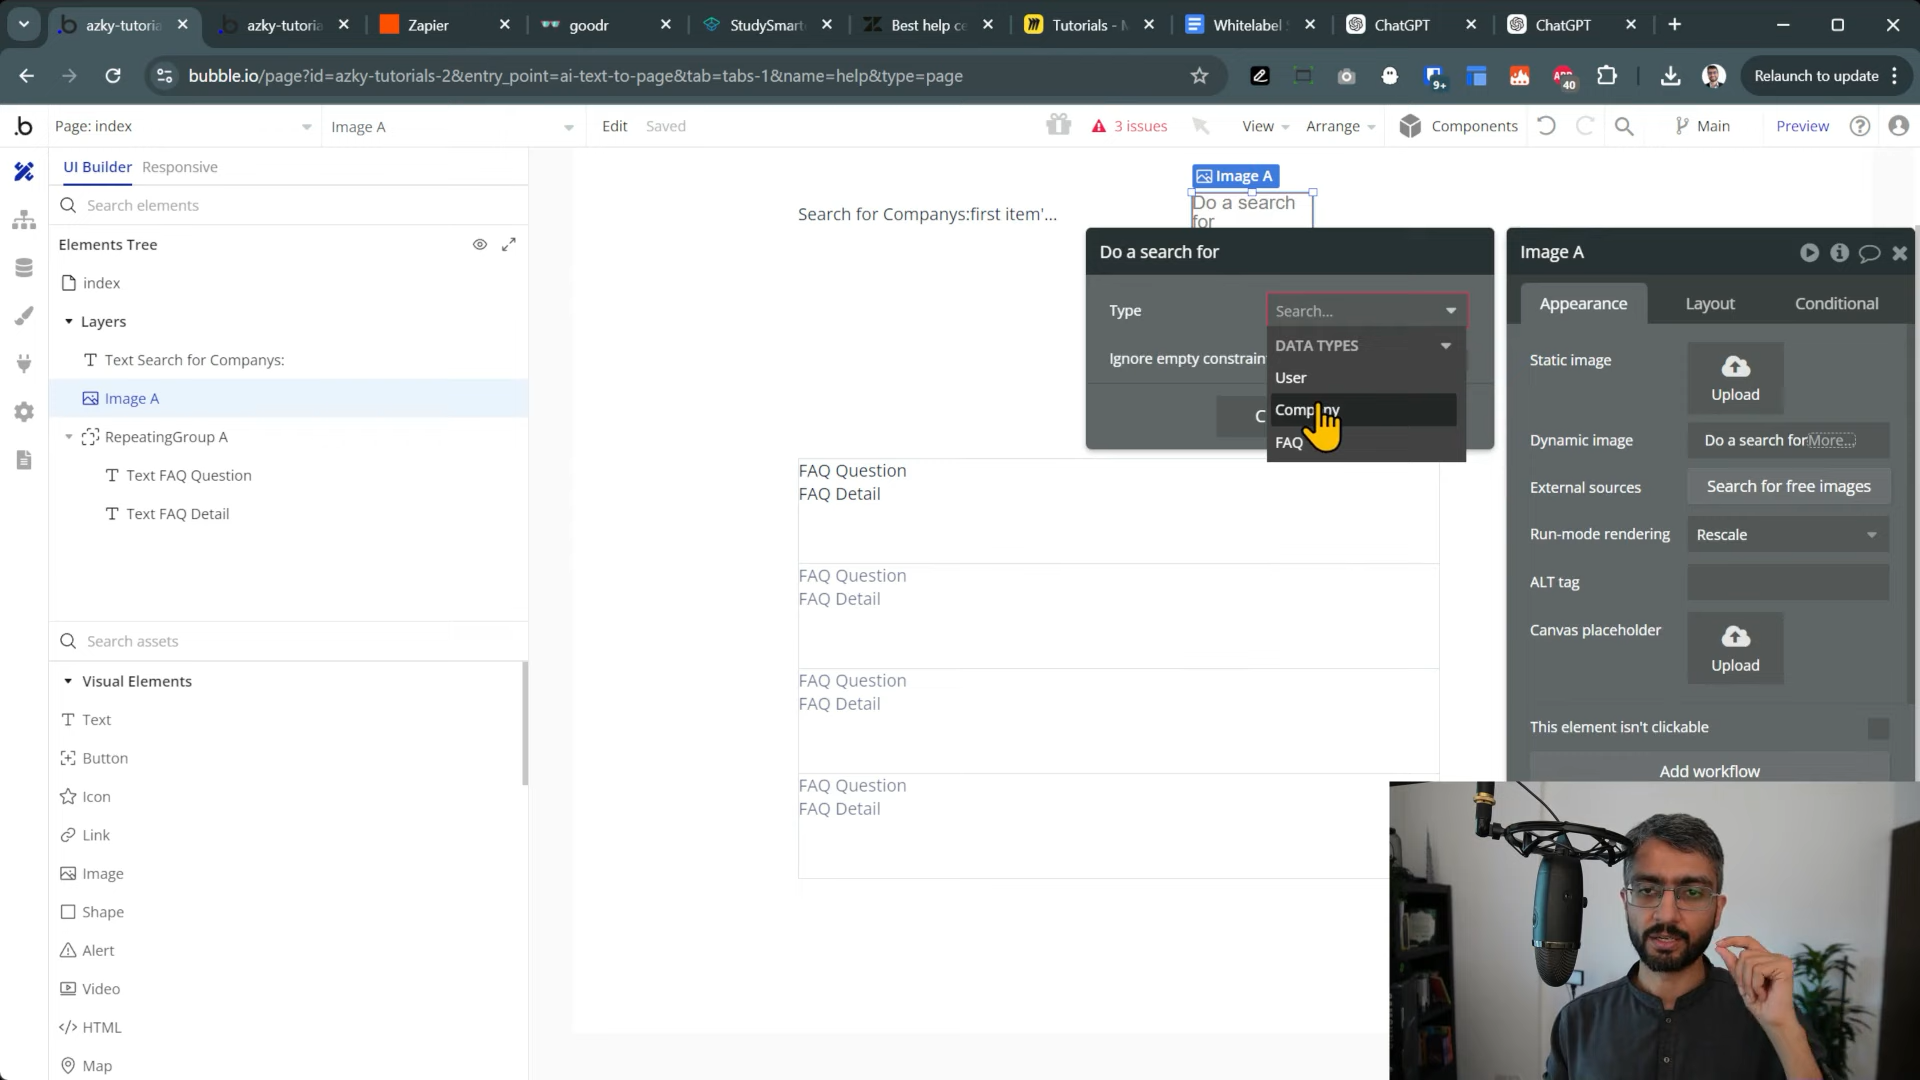 azky-tutoria
azky-tutoria
Zapier
goodr
StudySmart
Best help ce
Tutorials - M
Whitelabel
ChatGPT
ChatGPT
bubble.io/page?id=azky-tutorials-2&entry_point=ai-text-to-page&tab=tabs-1&name=help&type=page
9+
40
Relaunch to update
Page: index
Image A
Edit
Saved
3 issues
View
Arrange
Components
Main
Preview
UI Builder
Responsive
Search elements
Elements Tree
index
Layers
Text Search for Companys:
Image A
RepeatingGroup A
Text FAQ Question
Text FAQ Detail
Search assets
Visual Elements
Text
Button
Icon
Link
Image
Shape
Alert
Video
HTML
Map
Search for Companys:first item'...
Image A
Do a search
for
Do a search for
Type
Search...
Ignore empty constrain
DATA TYPES
User
Company
FAQ
C
FAQ Question
FAQ Detail
FAQ Question
FAQ Detail
FAQ Question
FAQ Detail
FAQ Question
FAQ Detail
Image A
Appearance
Layout
Conditional
Static image
Upload
Dynamic image
Do a search for More...
External sources
Search for free images
Run-mode rendering
Rescale
ALT tag
Canvas placeholder
Upload
This element isn't clickable
Add workflow